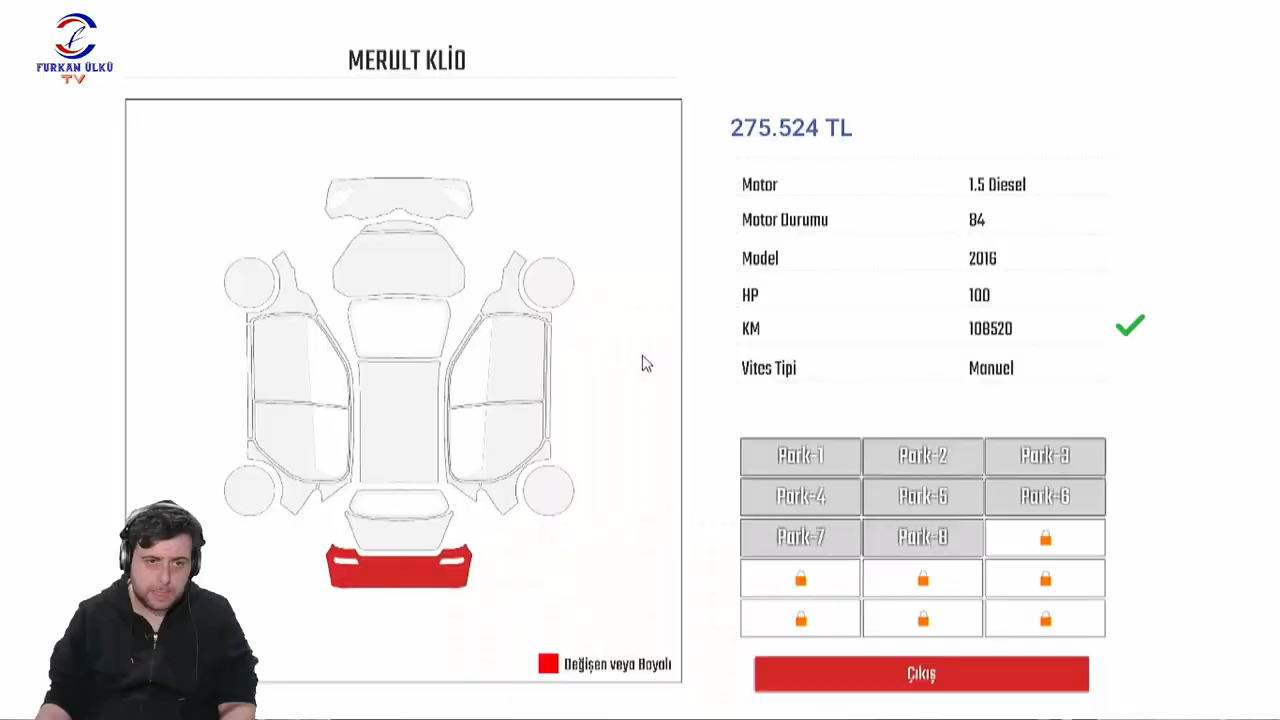 FURKAN ÜLKÜ
TV
MERULT KLİO
275.524 TL
Motor 1.5 Diesel
Motor Durumu 84
Model 2016
HP 100
KM 108520
Vites Tipi Manuel
Park-1 Park-2 Park-3
Park-4 Park-5 Park-6
Park-7 Park-8
Değişen veya Boyalı
Çıkış